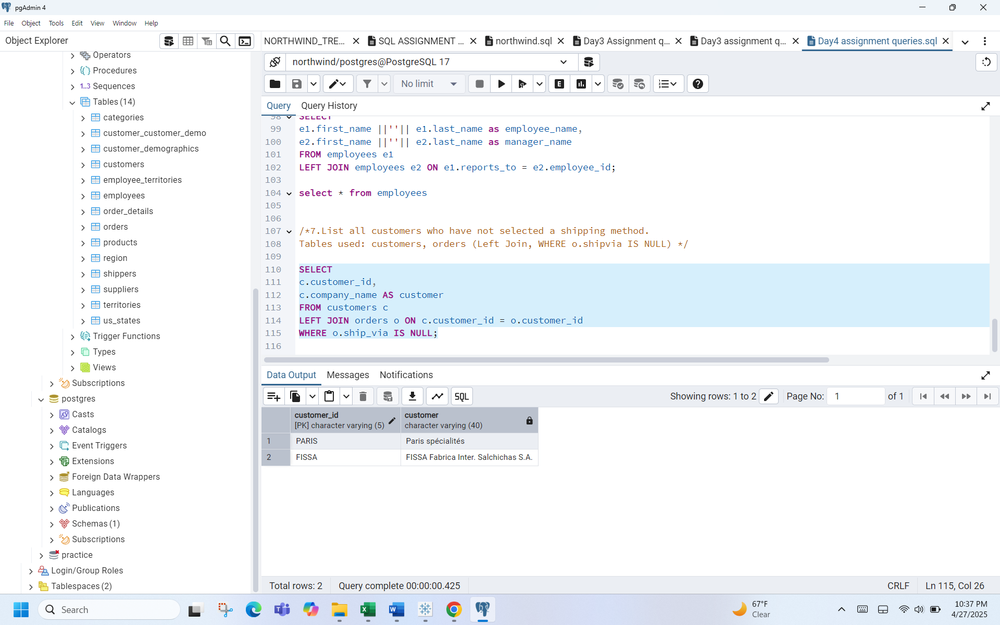 pgAdmin 4
File Object Tools Edit View Window Help
Object Explorer
NORTHWIND_TRE... SQL ASSIGNMENT ... northwind.sql Day3 Assignment q... Day3 assignment q... Day4 assignment queries.sql
northwind/postgres@PostgreSQL 17
No limit
E
SQL
Query Query History
Operators
Procedures
1..3 Sequences
Tables (14)
categories
customer_customer_demo
customer_demographics
customers
employee_territories
employees
order_details
orders
products
region
shippers
suppliers
territories
us_states
Trigger Functions
Types
Views
Subscriptions
postgres
Casts
Catalogs
Event Triggers
Extensions
Foreign Data Wrappers
Languages
Publications
Schemas (1)
Subscriptions
practice
Login/Group Roles
Tablespaces (2)
98 SELECT
99 e1.first_name ||''|| e1.last_name as employee_name,
100 e2.first_name ||''|| e2.last_name as manager_name
101 FROM employees e1
102 LEFT JOIN employees e2 ON e1.reports_to = e2.employee_id;
103
104 select * from employees
105
106
107 /*7.List all customers who have not selected a shipping method.
108 Tables used: customers, orders (Left Join, WHERE o.shipvia IS NULL) */
109
110 SELECT
111 c.customer_id,
112 c.company_name AS customer
113 FROM customers c
114 LEFT JOIN orders o ON c.customer_id = o.customer_id
115 WHERE o.ship_via IS NULL;
116
Data Output Messages Notifications
Showing rows: 1 to 2 Page No: 1 of 1
customer_id customer
[PK] character varying (5) character varying (40)
1 PARIS Paris spécialités
2 FISSA FISSA Fabrica Inter. Salchichas S.A.
Total rows: 2 Query complete 00:00:00.425 CRLF Ln 115, Col 26
Search
67°F
Clear
10:37 PM
4/27/2025